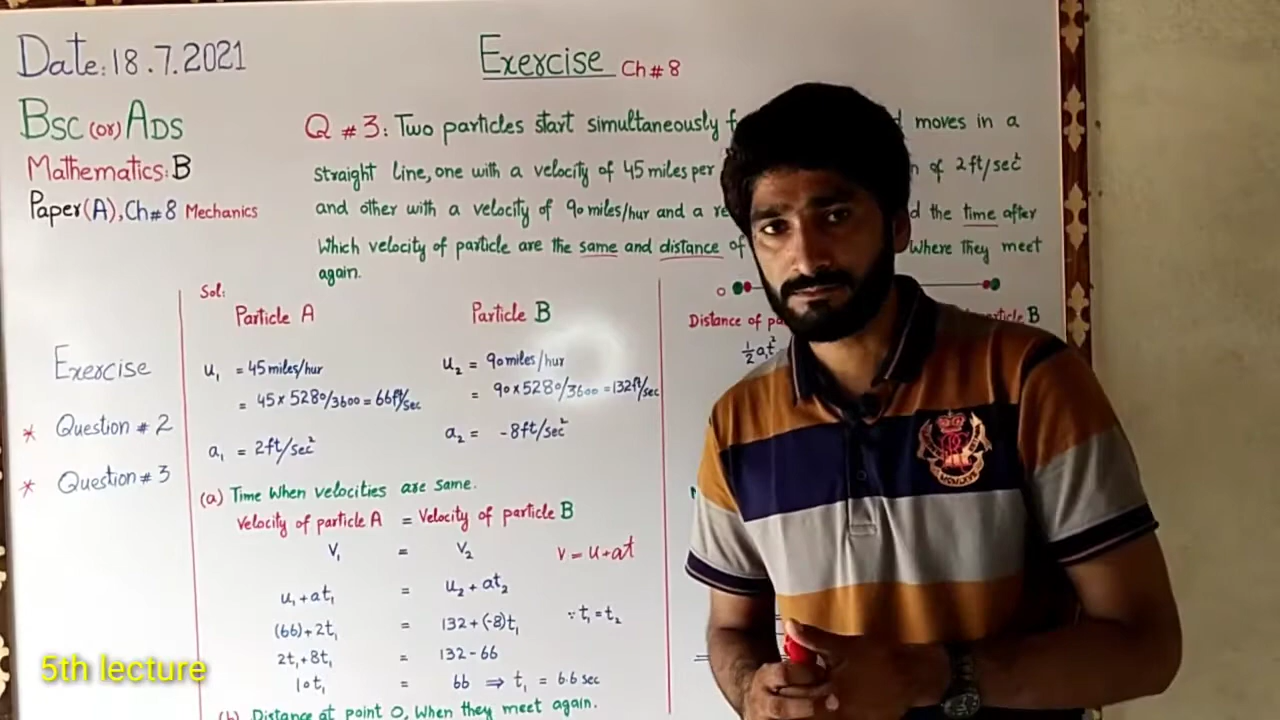 Date: 18.7.2021
Exercise Ch # 8
BSC (or) ADS
Mathematics: B
Paper (A), Ch#8 Mechanics
Q # 3: Two particles start simultaneously moves in a
straight line, one with a velocity of 45 miles per of 2ft/sec²
and other with a velocity of 90 miles/hur and a the time after
Which velocity of particle are the same and distance of Where they meet
again.
Exercise
* Question # 2
* Question # 3
Sol:
Particle A Particle B
u₁ = 45 miles/hur
= 45 x 5280/3600 = 66ft/sec
a₁ = 2ft/sec²
u₂ = 90 miles/hur
= 90 x 5280/3600 = 132ft/sec
a₂ = -8ft/sec²
(a) Time When velocities are same.
Velocity of particle A = Velocity of particle B
V₁ = V₂ V = u+at
u₁+at₁ = u₂+at₂
(66)+2t₁ = 132+(-8)t₁ ∵ t₁ = t₂
2t₁+8t₁ = 132-66
10t₁ = 66 ⇒ t₁ = 6.6 sec
(b) Distance at point O, When they meet again.
O
Distance of B
½a₁t²
=
5th lecture